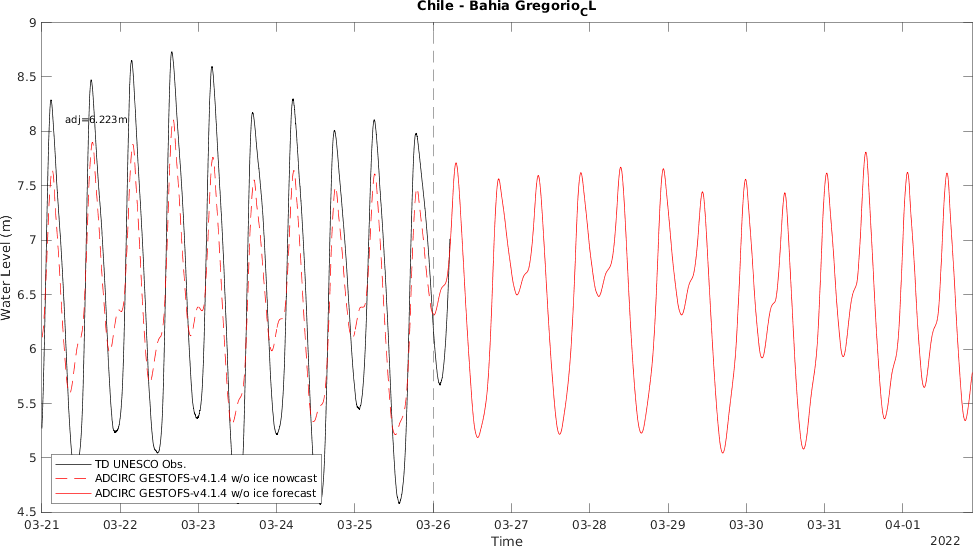 Chile - Bahia Gregorio_CL
9
8.5
8
7.5
7
6.5
6
5.5
5
4.5
Water Level (m)
adj=6.223m
TD UNESCO Obs.
ADCIRC GESTOFS-v4.1.4 w/o ice nowcast
ADCIRC GESTOFS-v4.1.4 w/o ice forecast
03-21 03-22 03-23 03-24 03-25 03-26 03-27 03-28 03-29 03-30 03-31 04-01
Time
2022